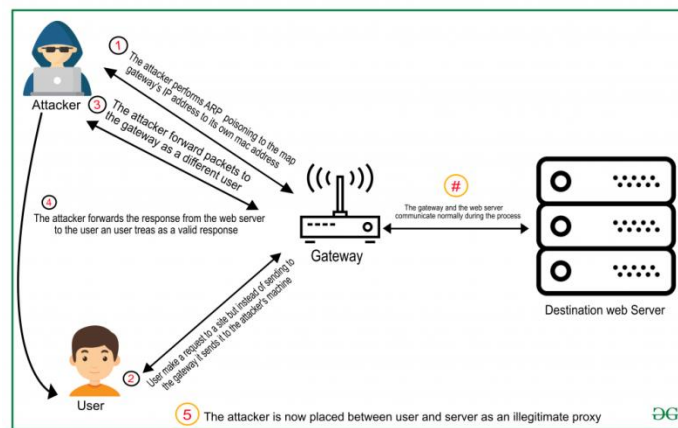 1
The attacker performs ARP poisoning to the map
gateway's IP address to its own mac address
Attacker
3
The attacker forward packets to
the gateway as a different user
4
The attacker forwards the response from the web server
to the user an user treas as a valid response
#
The gateway and the web server
communicate normally during the process
Gateway
Destination web Server
2
User make a request to a site but instead of sending to
the gateway it sends it to the attacker's machine
User
5
The attacker is now placed between user and server as an illegitimate proxy